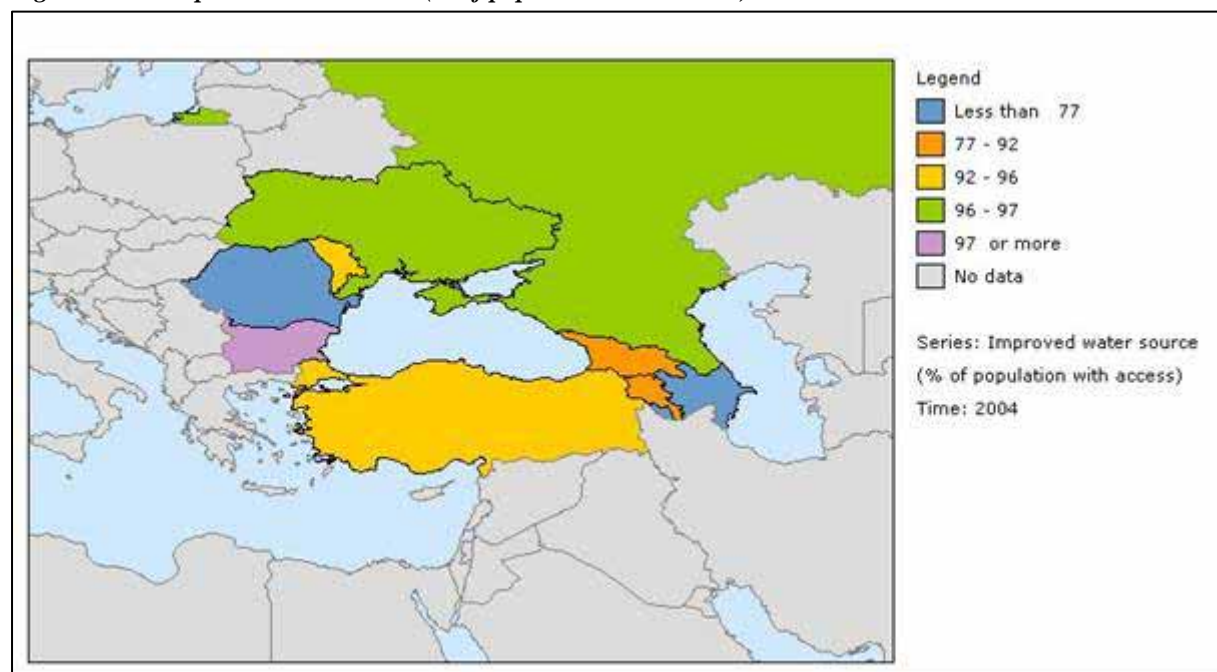 Legend
Less than 77
77 - 92
92 - 96
96 - 97
97 or more
No data
Series: Improved water source
(% of population with access)
Time: 2004